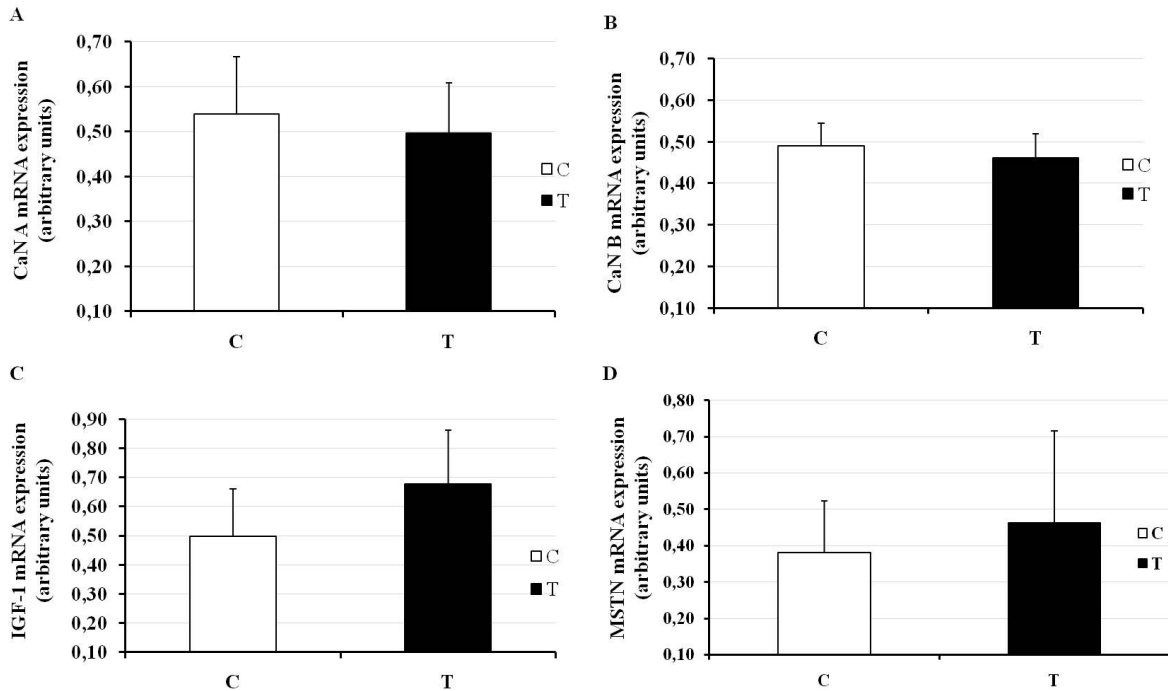 A
CaN A mRNA expression
(arbitrary units)
0,70
0,60
0,50
0,40
0,30
0,20
0,10
C
T
C
T
B
CaN B mRNA expression
(arbitrary units)
0,70
0,60
0,50
0,40
0,30
0,20
0,10
C
T
C
T
C
IGF-1 mRNA expression
(arbitrary units)
0,90
0,80
0,70
0,60
0,50
0,40
0,30
0,20
0,10
C
T
C
T
D
MSTN mRNA expression
(arbitrary units)
0,80
0,70
0,60
0,50
0,40
0,30
0,20
0,10
C
T
C
T